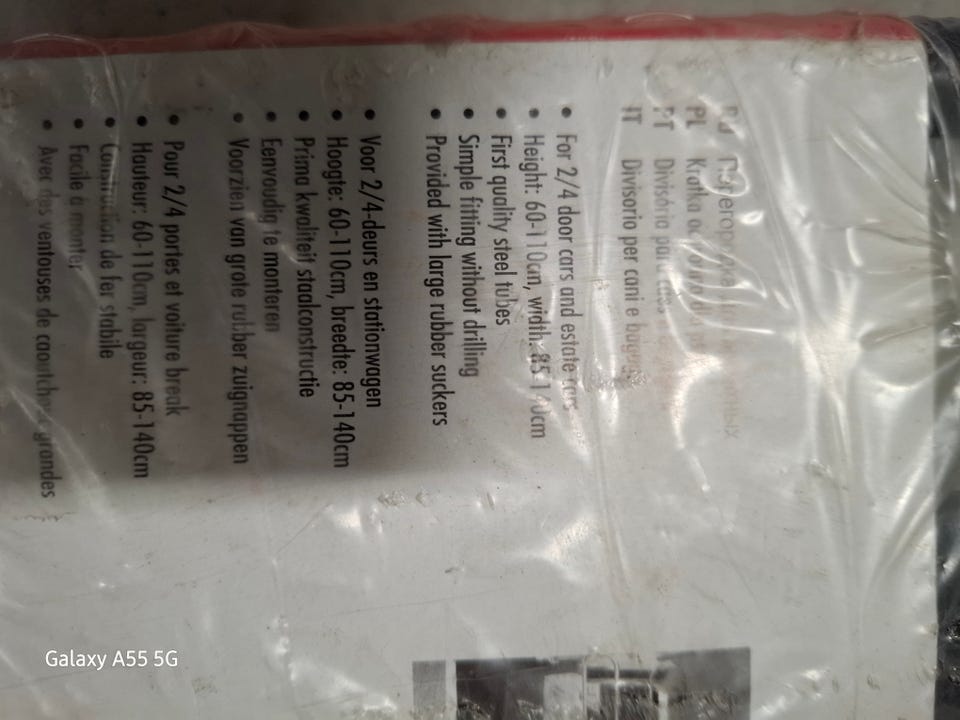 PL Kratka
PT Divisória para
IT Divisorio per cani e
• For 2/4 door cars and estate cars
• Height: 60-110cm, width: 85-140cm
• First quality steel tubes
• Simple fitting without drilling
• Provided with large rubber suckers
• Voor 2/4-deurs en stationwagen
• Hoogte: 60-110cm, breedte: 85-140cm
• Prima kwaliteit staalconstructie
• Eenvoudig te monteren
• Voorzien van grote rubber zuignappen
• Pour 2/4 portes et voiture break
• Hauteur: 60-110cm, largeur: 85-140cm
• Construction de fer stabile
• Facile à monter
• Avec des ventouses de caoutchouc grandes
Galaxy A55 5G